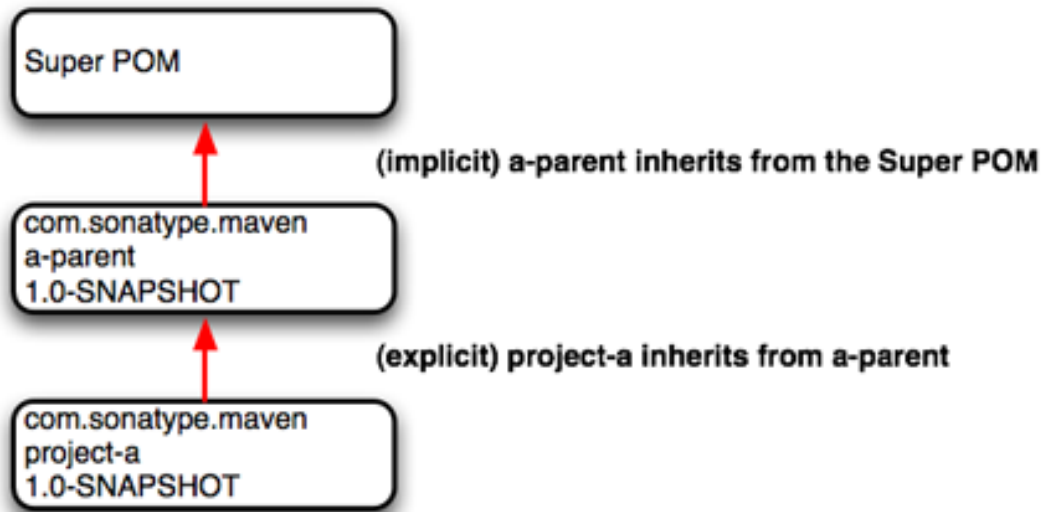 Super POM
(implicit) a-parent inherits from the Super POM
com.sonatype.maven
a-parent
1.0-SNAPSHOT
(explicit) project-a inherits from a-parent
com.sonatype.maven
project-a
1.0-SNAPSHOT